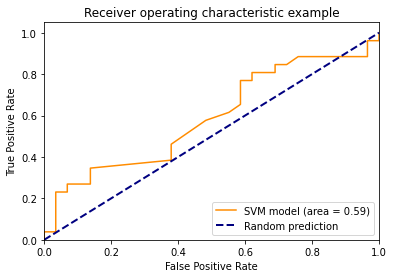 Receiver operating characteristic example
True Positive Rate
1.0
0.8
0.6
0.4
0.2
0.0
SVM model (area = 0.59)
Random prediction
0.0 0.2 0.4 0.6 0.8 1.0
False Positive Rate